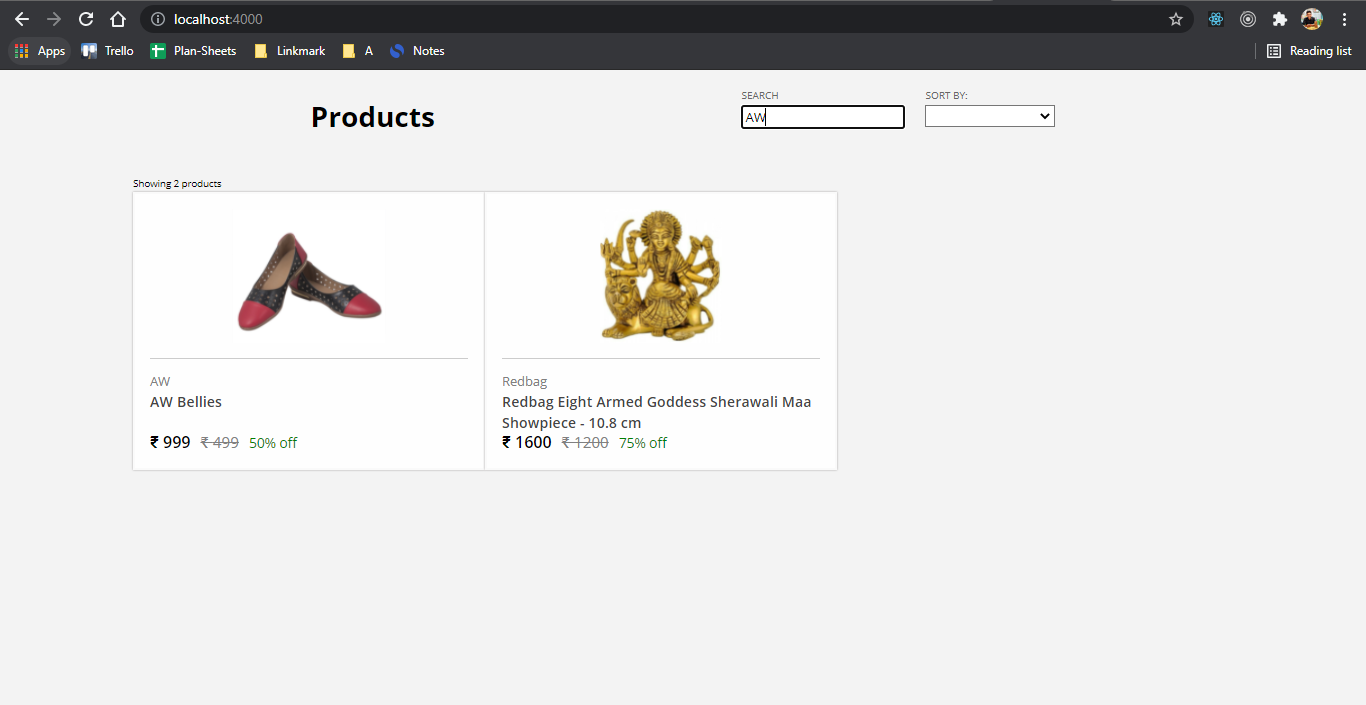 localhost:4000
Apps Trello Plan-Sheets Linkmark A Notes Reading list
Products
SEARCH
AW
SORT BY:
Showing 2 products
AW
AW Bellies
₹ 999 ₹ 499 50% off
Redbag
Redbag Eight Armed Goddess Sherawali Maa
Showpiece - 10.8 cm
₹ 1600 ₹ 1200 75% off